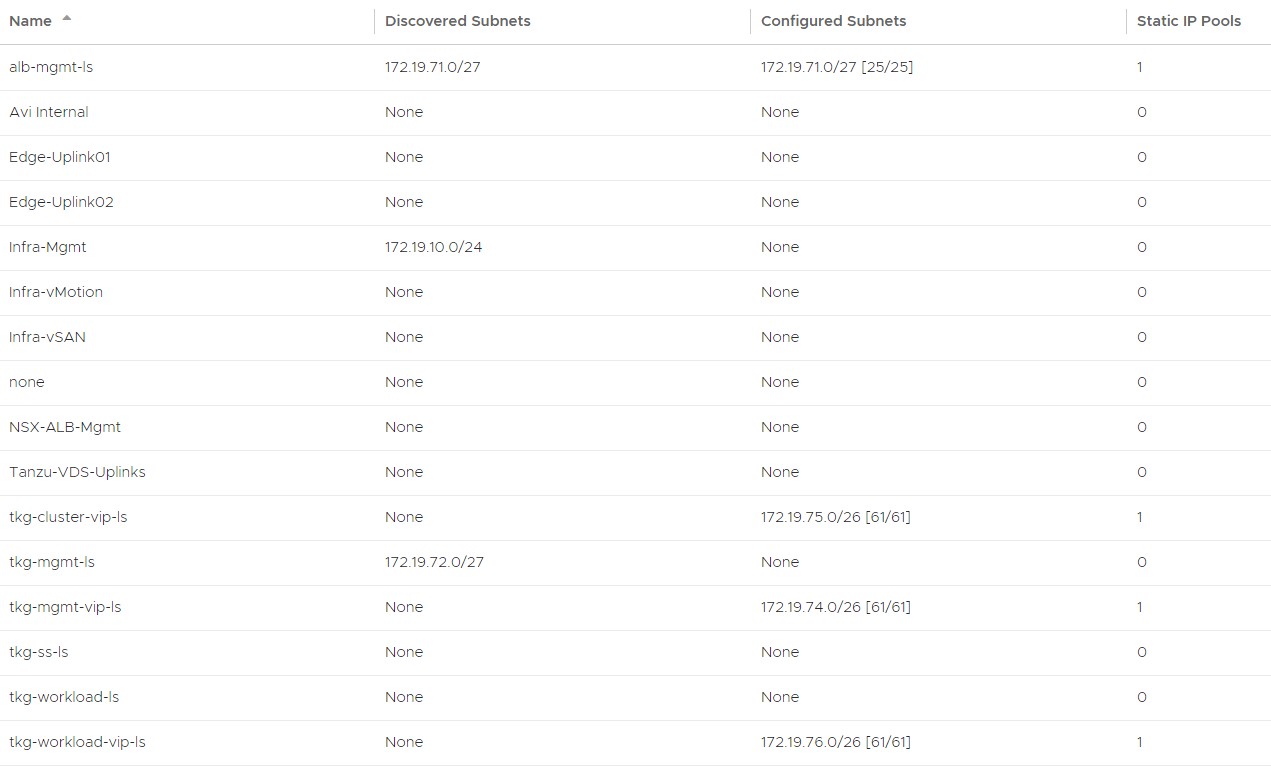 Name Discovered Subnets Configured Subnets Static IP Pools
alb-mgmt-ls 172.19.71.0/27 172.19.71.0/27 [25/25] 1
Avi Internal None None 0
Edge-Uplink01 None None 0
Edge-Uplink02 None None 0
Infra-Mgmt 172.19.10.0/24 None 0
Infra-vMotion None None 0
Infra-vSAN None None 0
none None None 0
NSX-ALB-Mgmt None None 0
Tanzu-VDS-Uplinks None None 0
tkg-cluster-vip-ls None 172.19.75.0/26 [61/61] 1
tkg-mgmt-ls 172.19.72.0/27 None 0
tkg-mgmt-vip-ls None 172.19.74.0/26 [61/61] 1
tkg-ss-ls None None 0
tkg-workload-ls None None 0
tkg-workload-vip-ls None 172.19.76.0/26 [61/61] 1